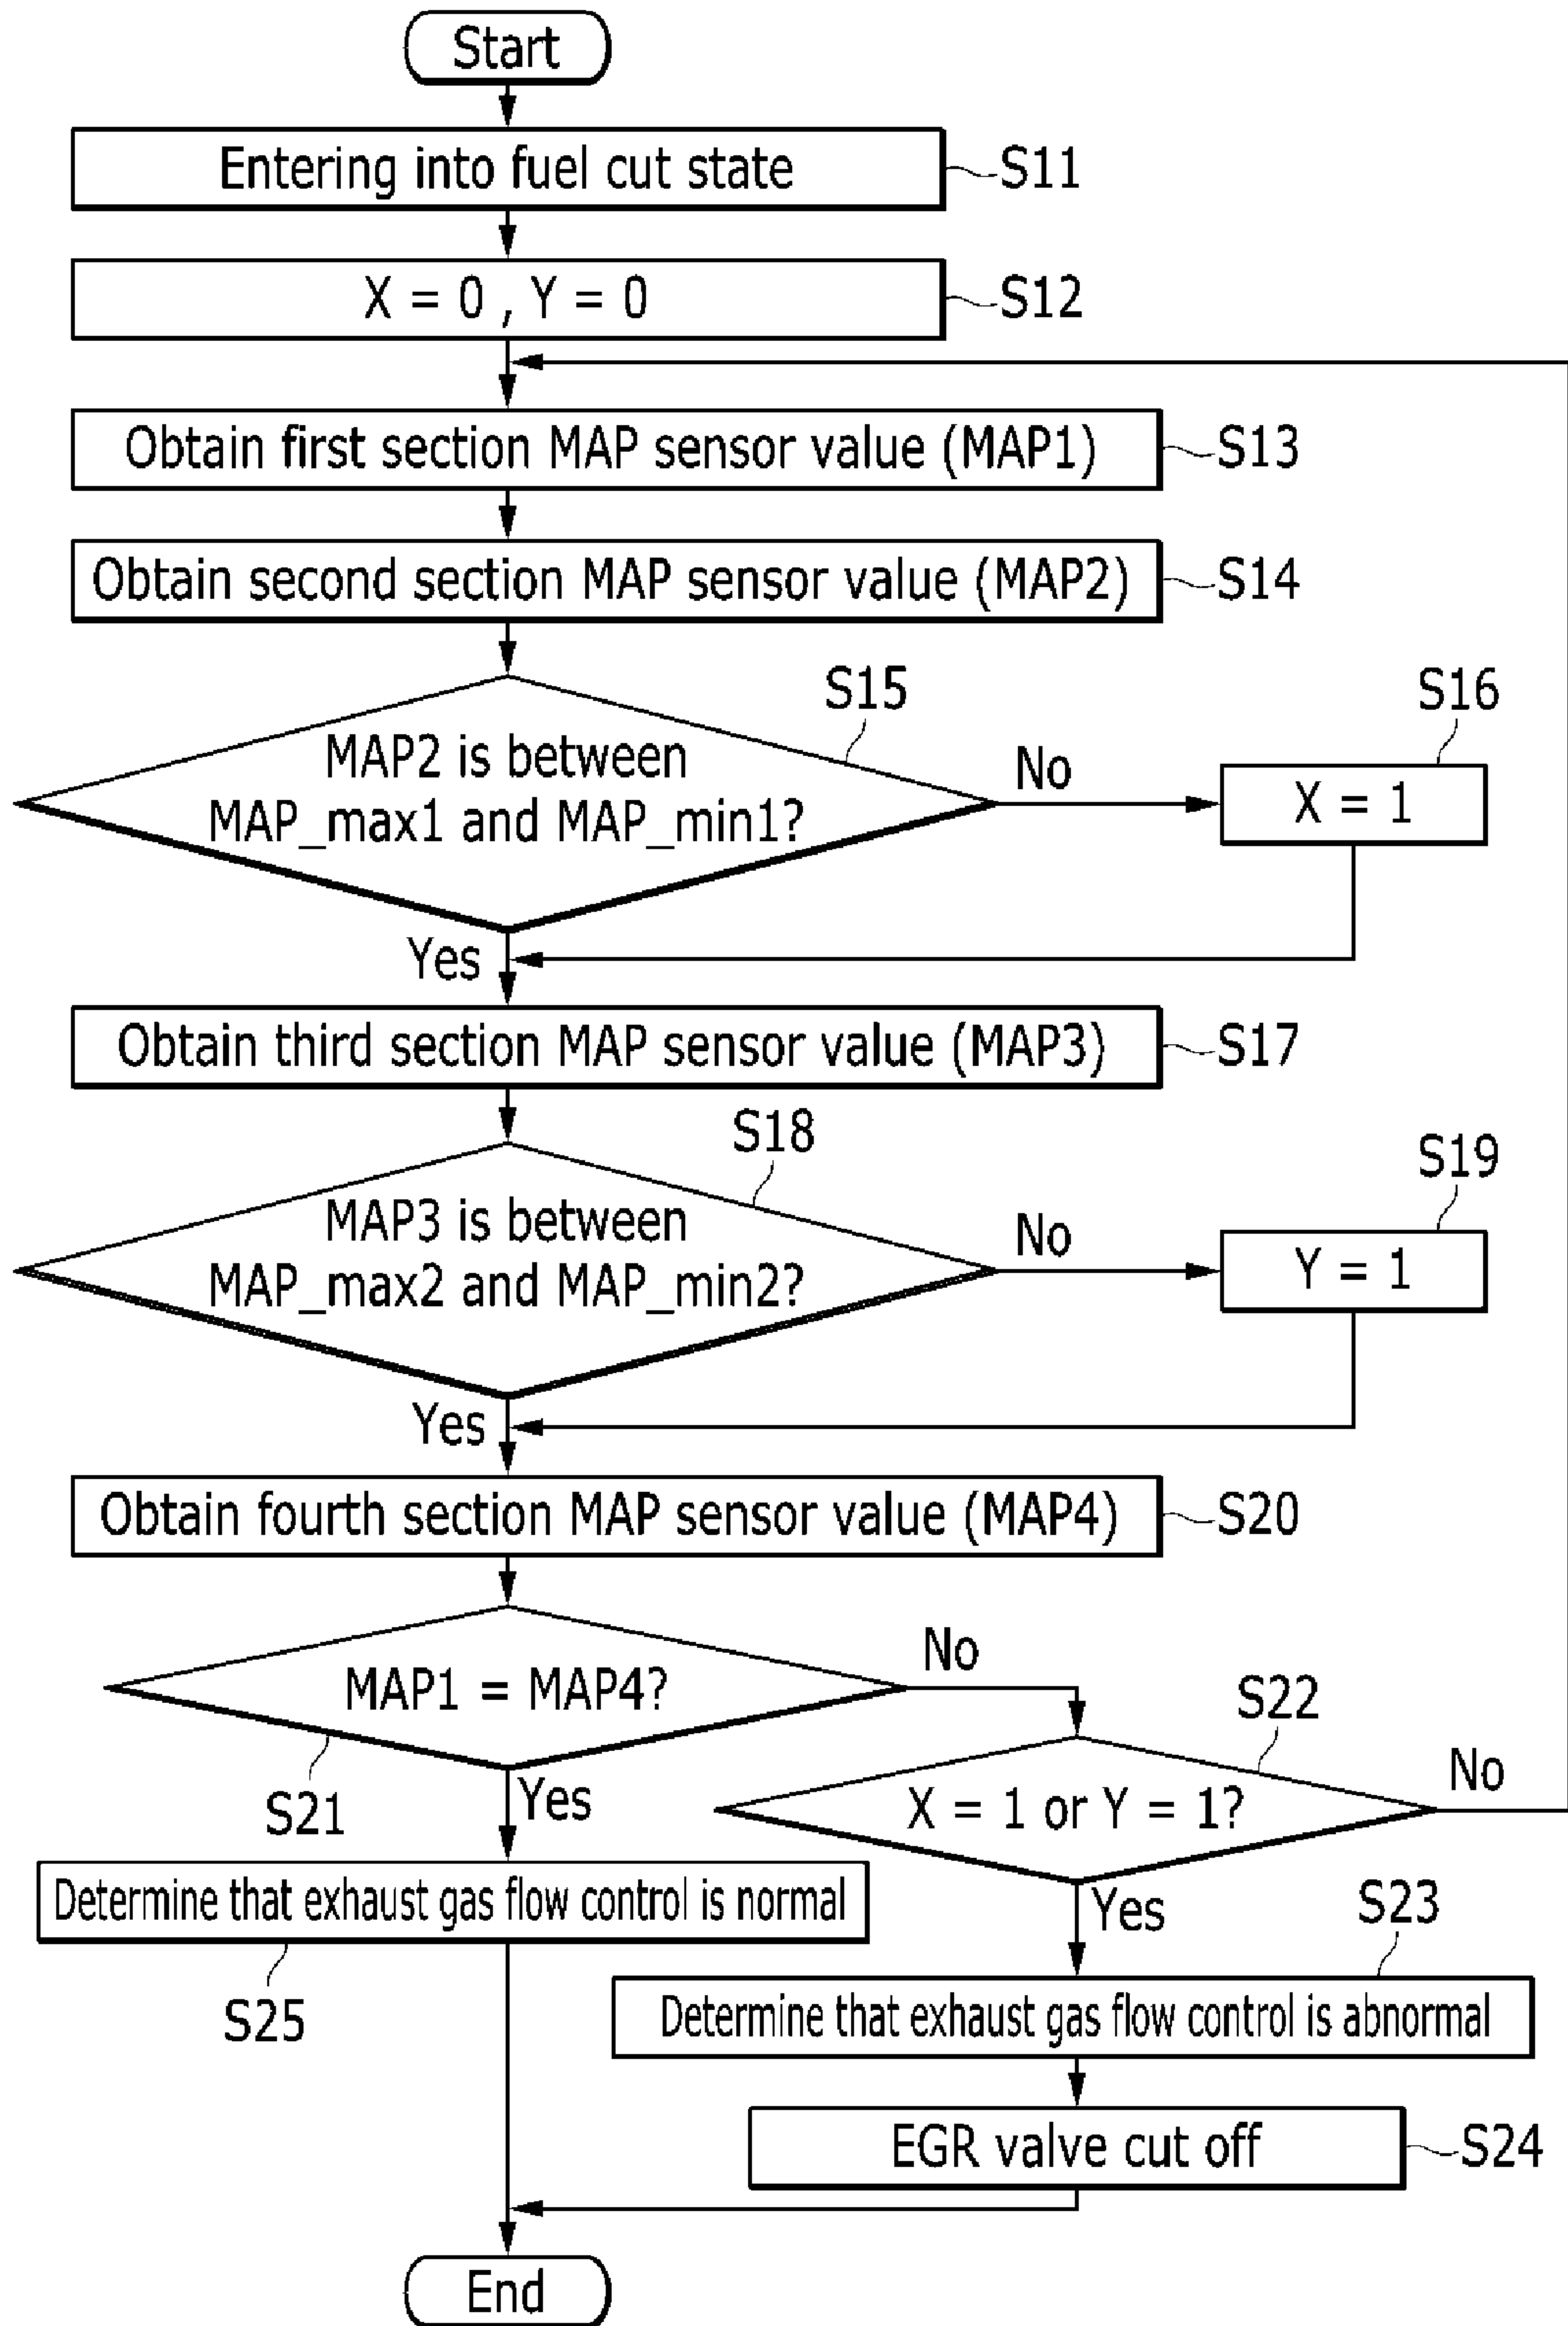 Start
Entering into fuel cut state
S11
X = 0 , Y = 0
S12
Obtain first section MAP sensor value (MAP1)
S13
Obtain second section MAP sensor value (MAP2)
S14
S15
S16
MAP2 is between
MAP_max1 and MAP_min1?
No
X = 1
Yes
Obtain third section MAP sensor value (MAP3)
S17
S18
S19
MAP3 is between
MAP_max2 and MAP_min2?
No
Y = 1
Yes
Obtain fourth section MAP sensor value (MAP4)
S20
MAP1 = MAP4?
No
S21
Yes
S22
X = 1 or Y = 1?
No
Determine that exhaust gas flow control is normal
S25
Yes
S23
Determine that exhaust gas flow control is abnormal
EGR valve cut off
S24
End